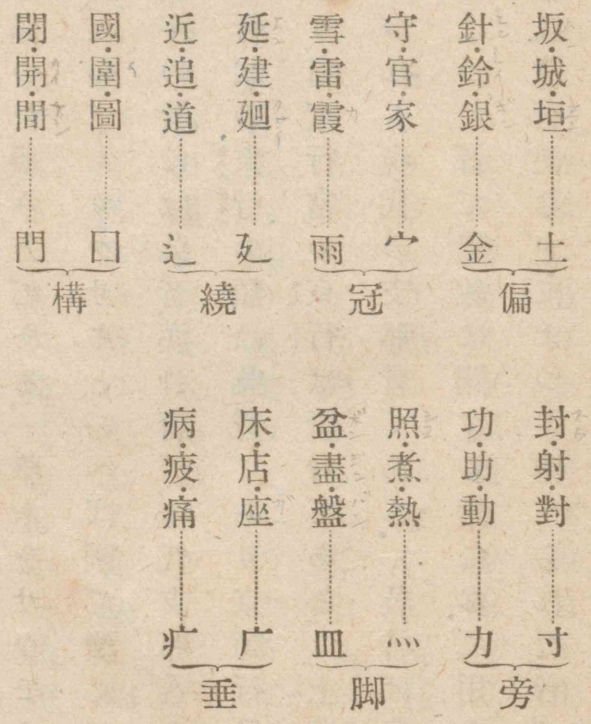 坂・城・垣……土
針・鈴・銀……金
偏
守・官・家……宀
雪・雷・霞……雨
冠
延・建・廻……廴
近・追・道……辶
繞
國・圍・圖……囗
閉・開・間……門
構
封・射・對……寸
功・助・動……力
旁
照・煮・熱……灬
盆・盡・盤……皿
脚
床・店・座……广
病・疲・痛……疒
垂